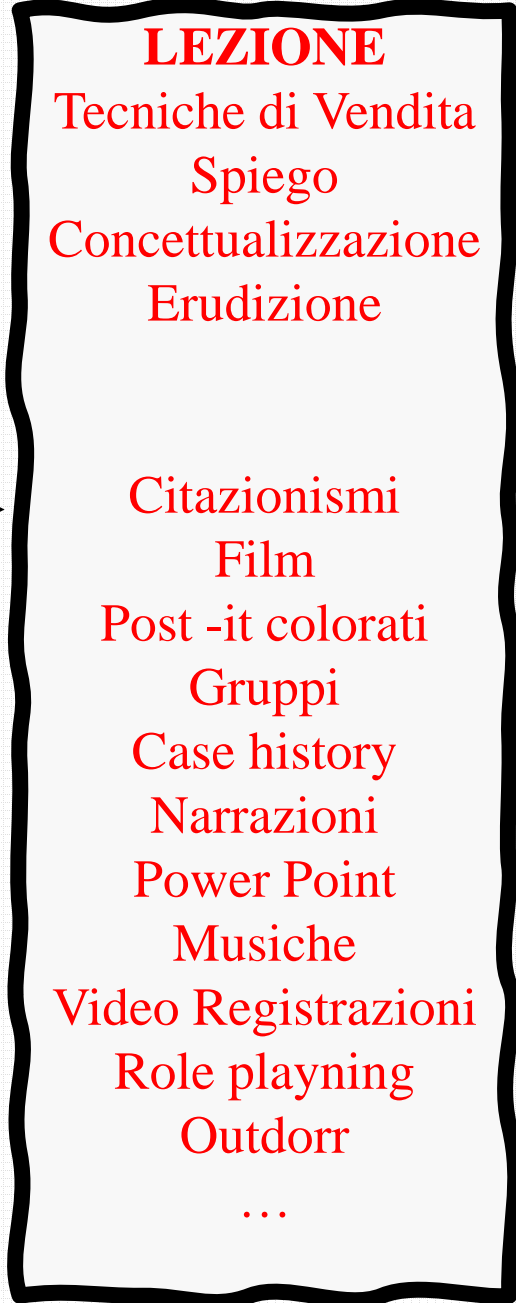 LEZIONE
Tecniche di Vendita
Spiego
Concettualizzazione
Erudizione
Citazionismi
Film
Post -it colorati
Gruppi
Case history
Narrazioni
Power Point
Musiche
Video Registrazioni
Role playning
Outdorr
…